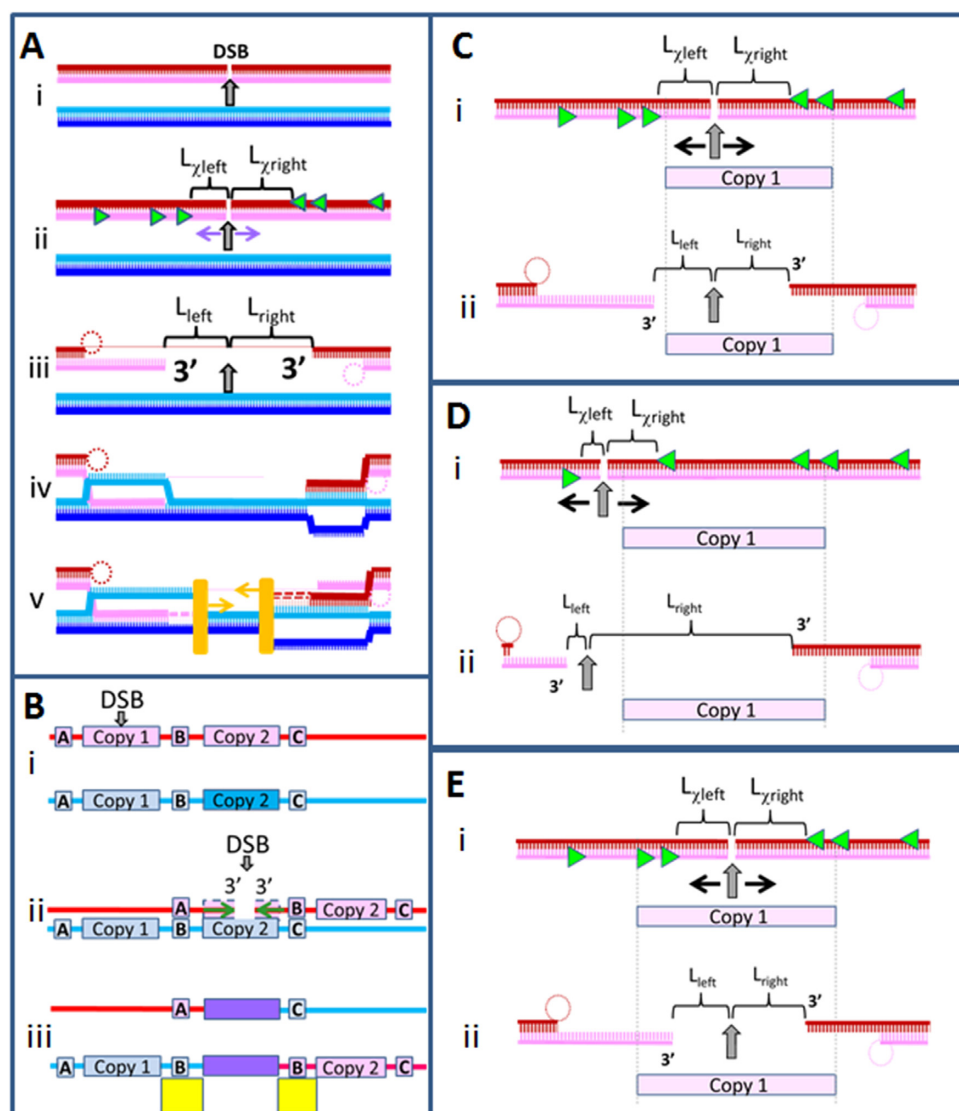 A
DSB
i
Lχleft Lχright
ii
Lleft Lright
iii 3’ 3’
iv
v
B
DSB
A Copy 1 B Copy 2 C
i
A Copy 1 B Copy 2 C
DSB
3’ 3’
ii
A B Copy 2 C
A Copy 1 B Copy 2 C
A C
iii
A Copy 1 B B Copy 2 C
C
Lχleft Lχright
i
Copy 1
Lleft Lright 3’
ii
3’
Copy 1
D
Lχleft Lχright
i
Copy 1
Lleft Lright 3’
ii
3’
Copy 1
E
Lχleft Lχright
i
Copy 1
Lleft Lright 3’
ii
3’
Copy 1